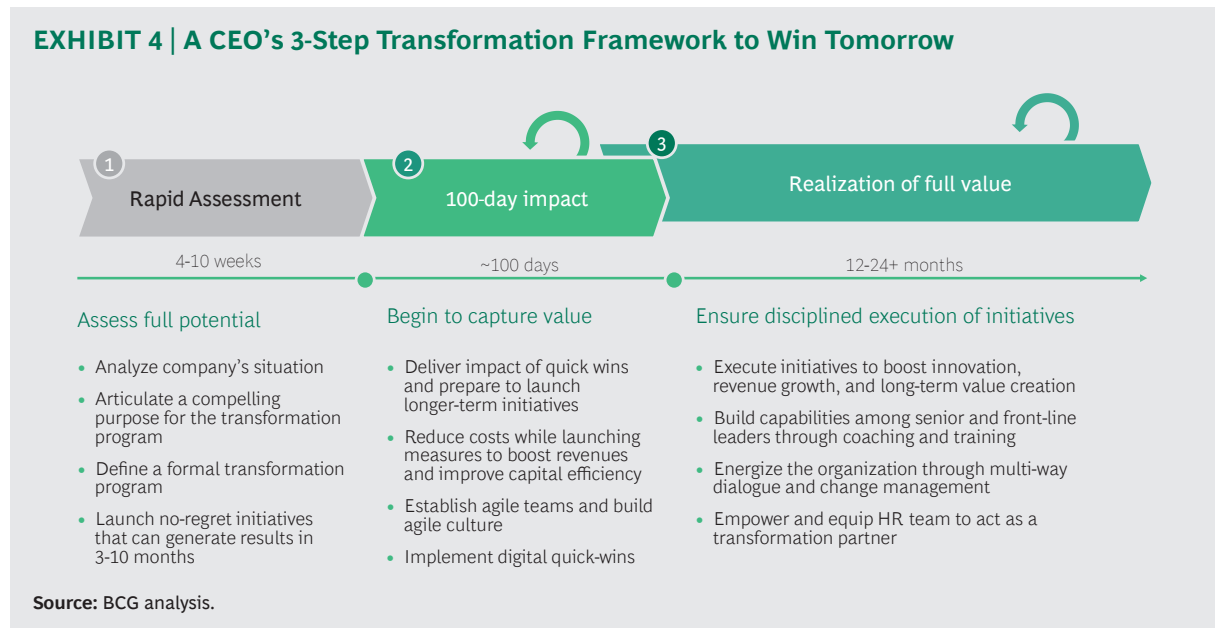 EXHIBIT 4 | A CEO’s 3-Step Transformation Framework to Win Tomorrow
1
Rapid Assessment
2
100-day impact
3
Realization of full value
4-10 weeks
~100 days
12-24+ months
Assess full potential
• Analyze company’s situation
• Articulate a compelling
purpose for the transformation
program
• Define a formal transformation
program
• Launch no-regret initiatives
that can generate results in
3-10 months
Begin to capture value
• Deliver impact of quick wins
and prepare to launch
longer-term initiatives
• Reduce costs while launching
measures to boost revenues
and improve capital efficiency
• Establish agile teams and build
agile culture
• Implement digital quick-wins
Ensure disciplined execution of initiatives
• Execute initiatives to boost innovation,
revenue growth, and long-term value creation
• Build capabilities among senior and front-line
leaders through coaching and training
• Energize the organization through multi-way
dialogue and change management
• Empower and equip HR team to act as a
transformation partner
Source: BCG analysis.